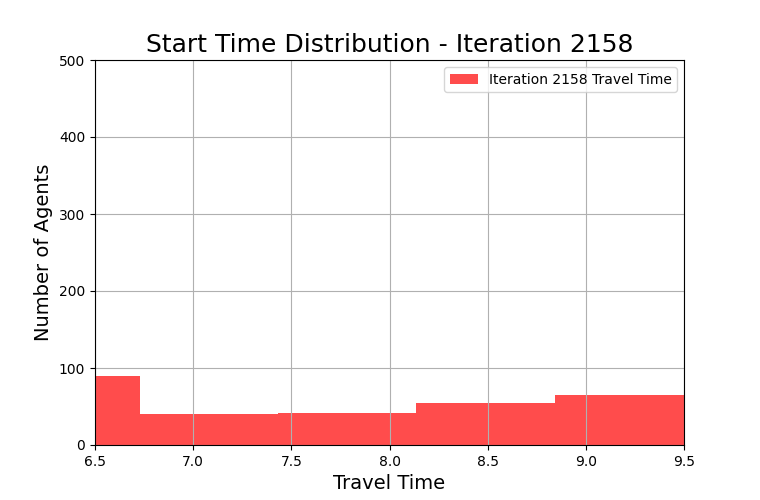 Start Time Distribution - Iteration 2158
Iteration 2158 Travel Time
Number of Agents
500
400
300
200
100
0
6.5 7.0 7.5 8.0 8.5 9.0 9.5
Travel Time